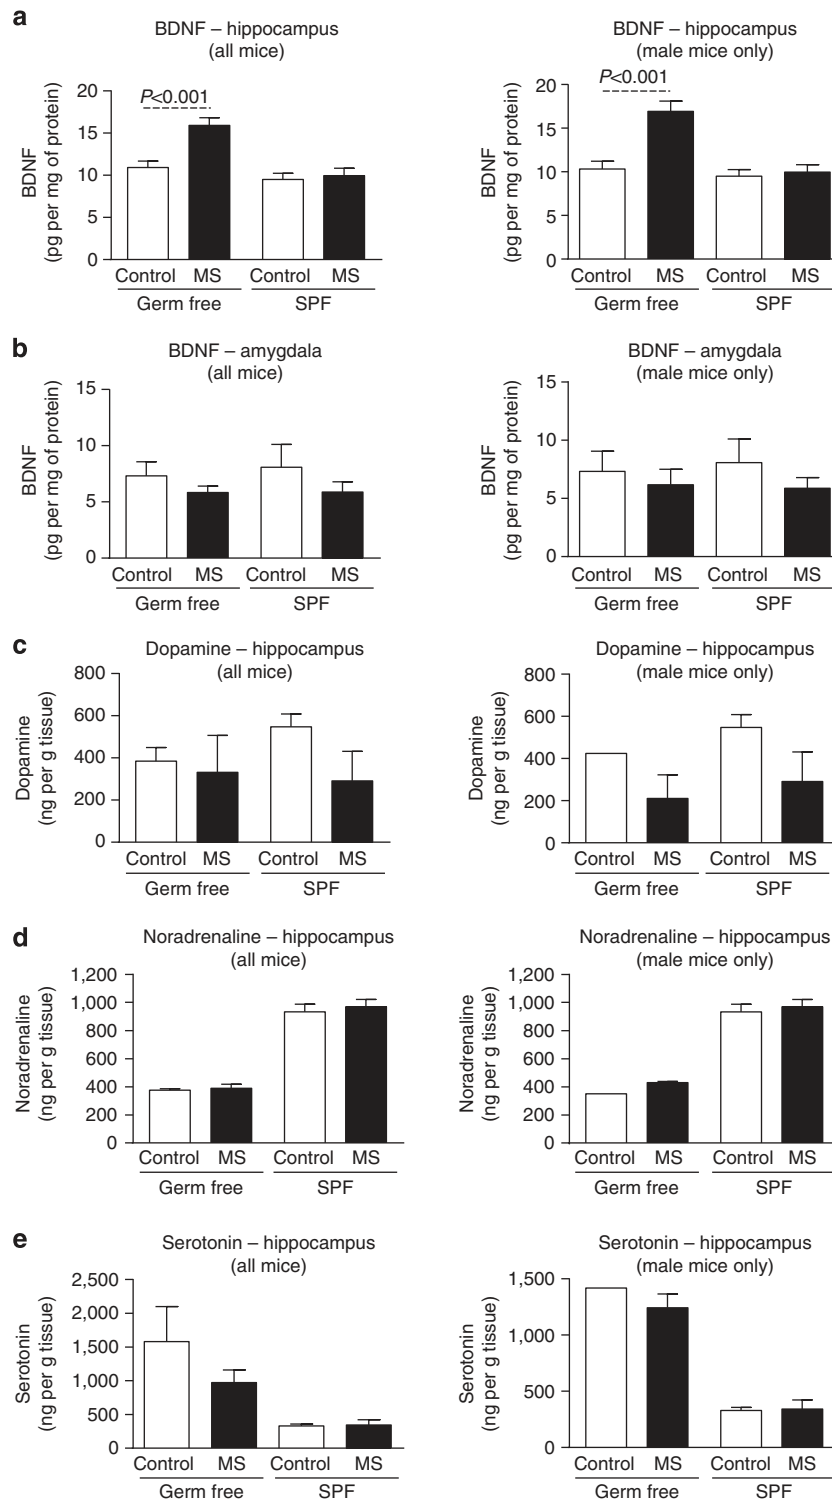 a
BDNF – hippocampus
(all mice)
BDNF
(pg per mg of protein)
20
15
10
5
0
P<0.001
Control MS Control MS
Germ free SPF
BDNF – hippocampus
(male mice only)
BDNF
(pg per mg of protein)
20
15
10
5
0
P<0.001
Control MS Control MS
Germ free SPF
b
BDNF – amygdala
(all mice)
BDNF
(pg per mg of protein)
15
10
5
0
Control MS Control MS
Germ free SPF
BDNF – amygdala
(male mice only)
BDNF
(pg per mg of protein)
15
10
5
0
Control MS Control MS
Germ free SPF
c
Dopamine – hippocampus
(all mice)
Dopamine
(ng per g tissue)
800
600
400
200
0
Control MS Control MS
Germ free SPF
Dopamine – hippocampus
(male mice only)
Dopamine
(ng per g tissue)
800
600
400
200
0
Control MS Control MS
Germ free SPF
d
Noradrenaline – hippocampus
(all mice)
Noradrenaline
(ng per g tissue)
1,200
1,000
800
600
400
200
0
Control MS Control MS
Germ free SPF
Noradrenaline – hippocampus
(male mice only)
Noradrenaline
(ng per g tissue)
1,200
1,000
800
600
400
200
0
Control MS Control MS
Germ free SPF
e
Serotonin – hippocampus
(all mice)
Serotonin
(ng per g tissue)
2,500
2,000
1,500
1,000
500
0
Control MS Control MS
Germ free SPF
Serotonin – hippocampus
(male mice only)
Serotonin
(ng per g tissue)
1,500
1,000
500
0
Control MS Control MS
Germ free SPF